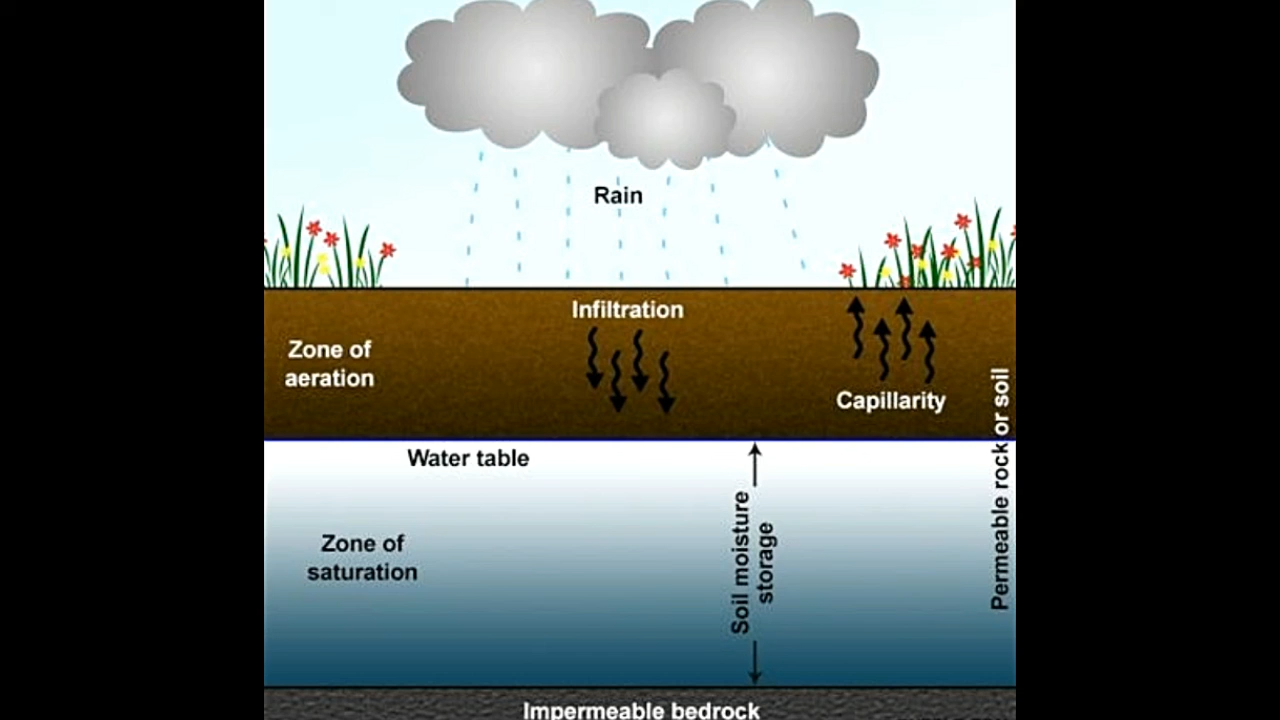 Rain
Infiltration
Zone of
aeration
Capillarity
Permeable rock or soil
Water table
Soil moisture
storage
Zone of
saturation
Impermeable bedrock